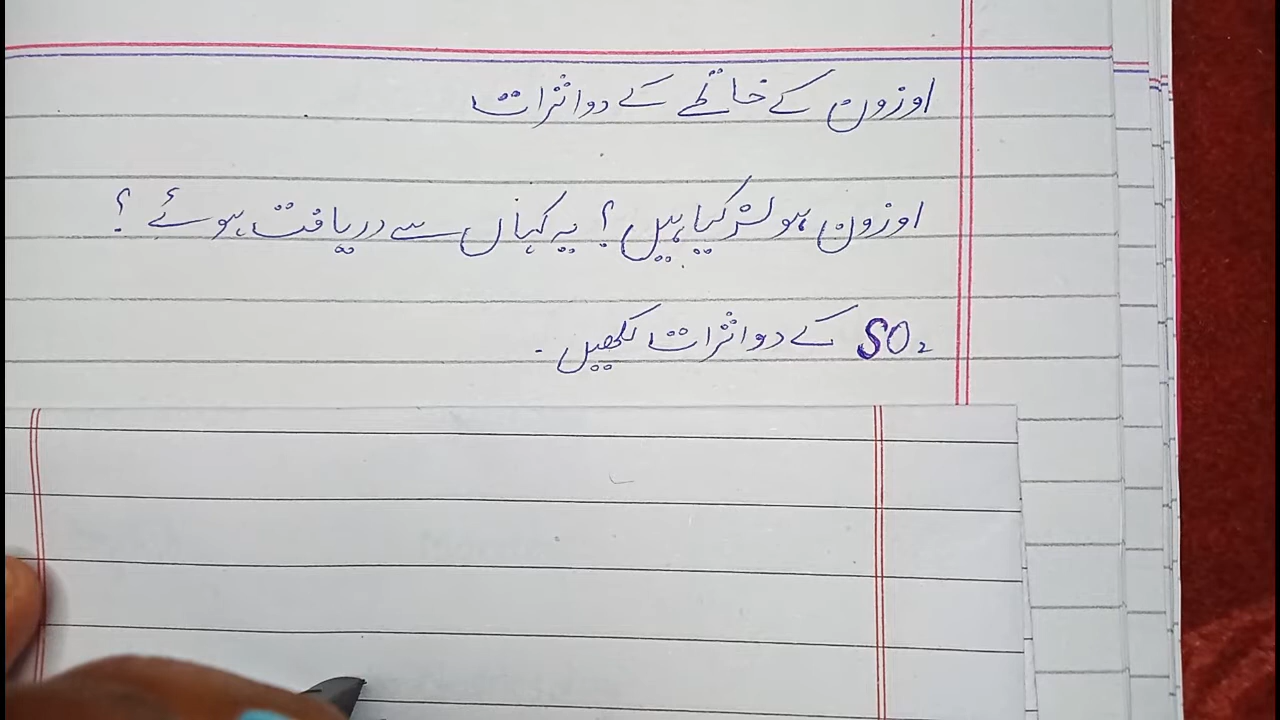 اوزون کے خاتمے کے دو اثرات
اوزون ہولز کیا ہیں؟ یہ کہاں سے دریافت ہوئے؟
SO₂ کے دو اثرات لکھیں۔